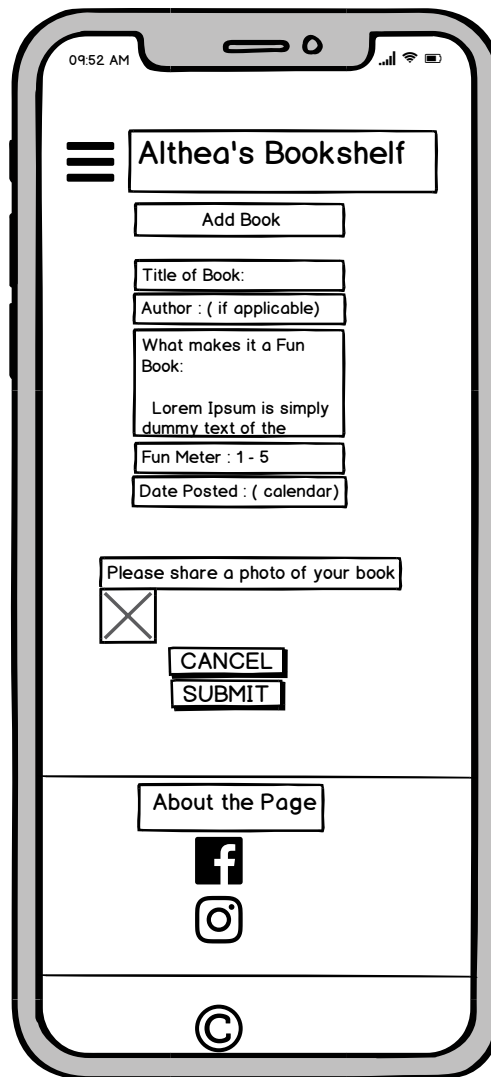 09:52 AM
Althea's Bookshelf
Add Book
Title of Book:
Author : ( if applicable)
What makes it a Fun
Book:
Lorem Ipsum is simply
dummy text of the
Fun Meter : 1 - 5
Date Posted : ( calendar)
Please share a photo of your book
CANCEL
SUBMIT
About the Page
©